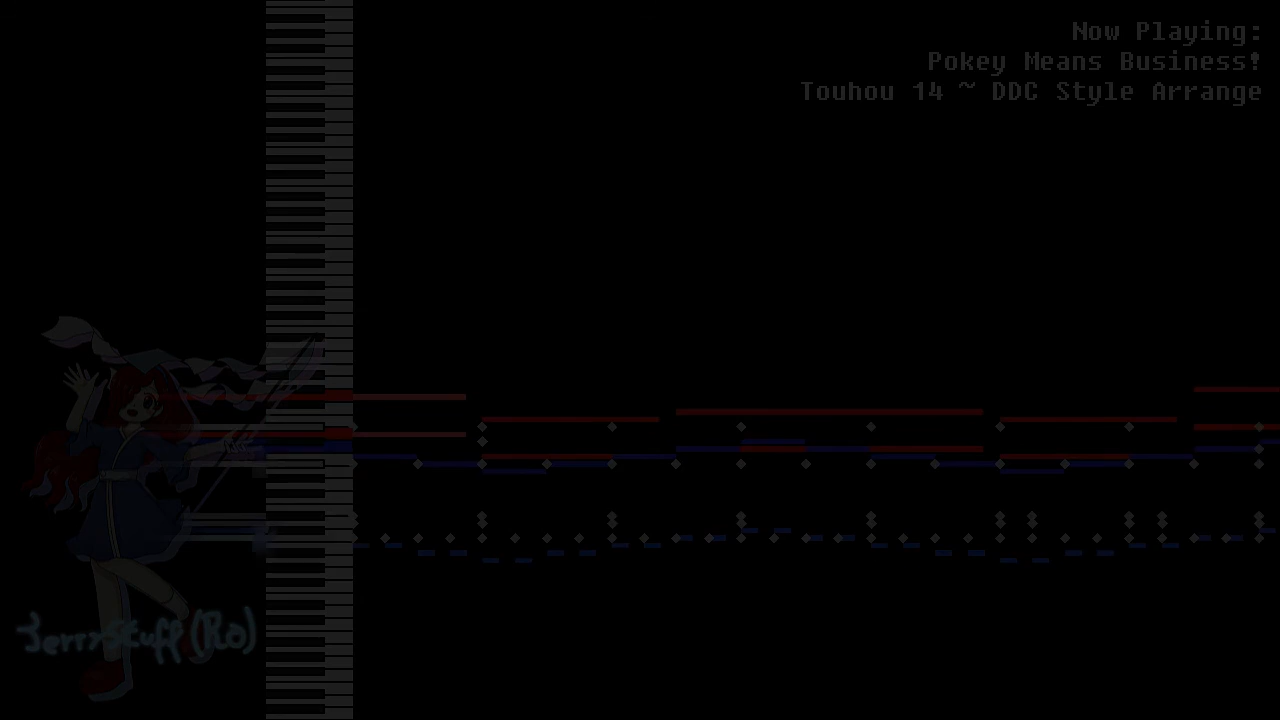 Now Playing:
Pokey Means Business!
Touhou 14 ~ DDC Style Arrange
JerryStuff (Ro)